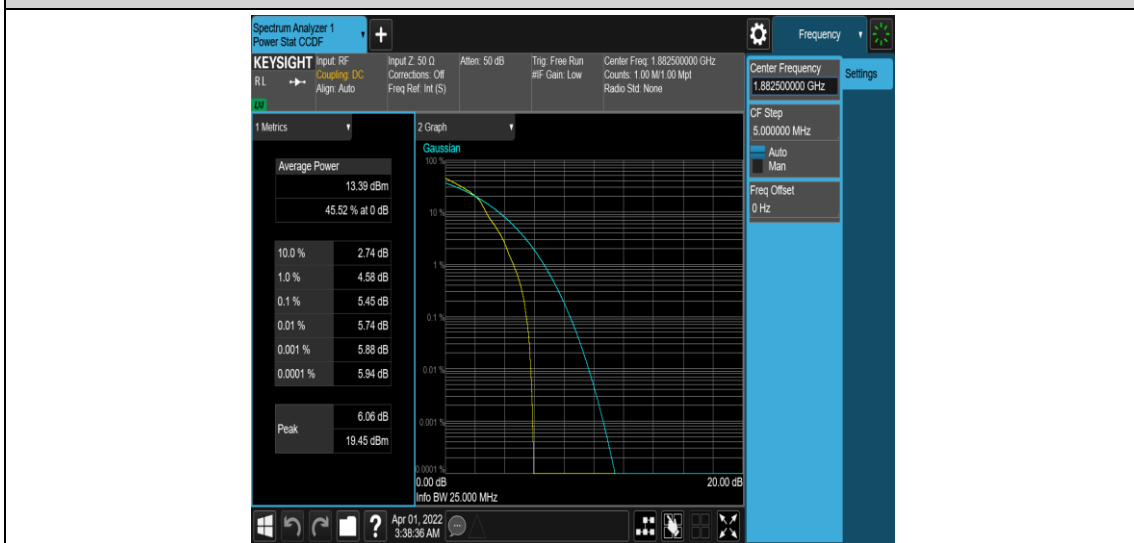 Spectrum Analyzer 1
Power Stat CCDF
+
Frequency
KEYSIGHT
RL
LXI
Input: RF
Coupling: DC
Align: Auto
Input Z: 50 Ω
Corrections: Off
Freq Ref: Int (S)
Atten: 50 dB
Trig: Free Run
#IF Gain: Low
Center Freq: 1.882500000 GHz
Counts: 1.00 M/1.00 Mpt
Radio Std: None
Center Frequency
1.882500000 GHz
Settings
CF Step
5.000000 MHz
Auto
Man
Freq Offset
0 Hz
1 Metrics
Average Power
13.39 dBm
45.52 % at 0 dB
10.0 % 2.74 dB
1.0 % 4.58 dB
0.1 % 5.45 dB
0.01 % 5.74 dB
0.001 % 5.88 dB
0.0001 % 5.94 dB
Peak
6.06 dB
19.45 dBm
2 Graph
Gaussian
100 %
10 %
1 %
0.1 %
0.01 %
0.001 %
0.0001 %
0.00 dB 20.00 dB
Info BW 25.000 MHz
?
Apr 01, 2022
3:38:36 AM